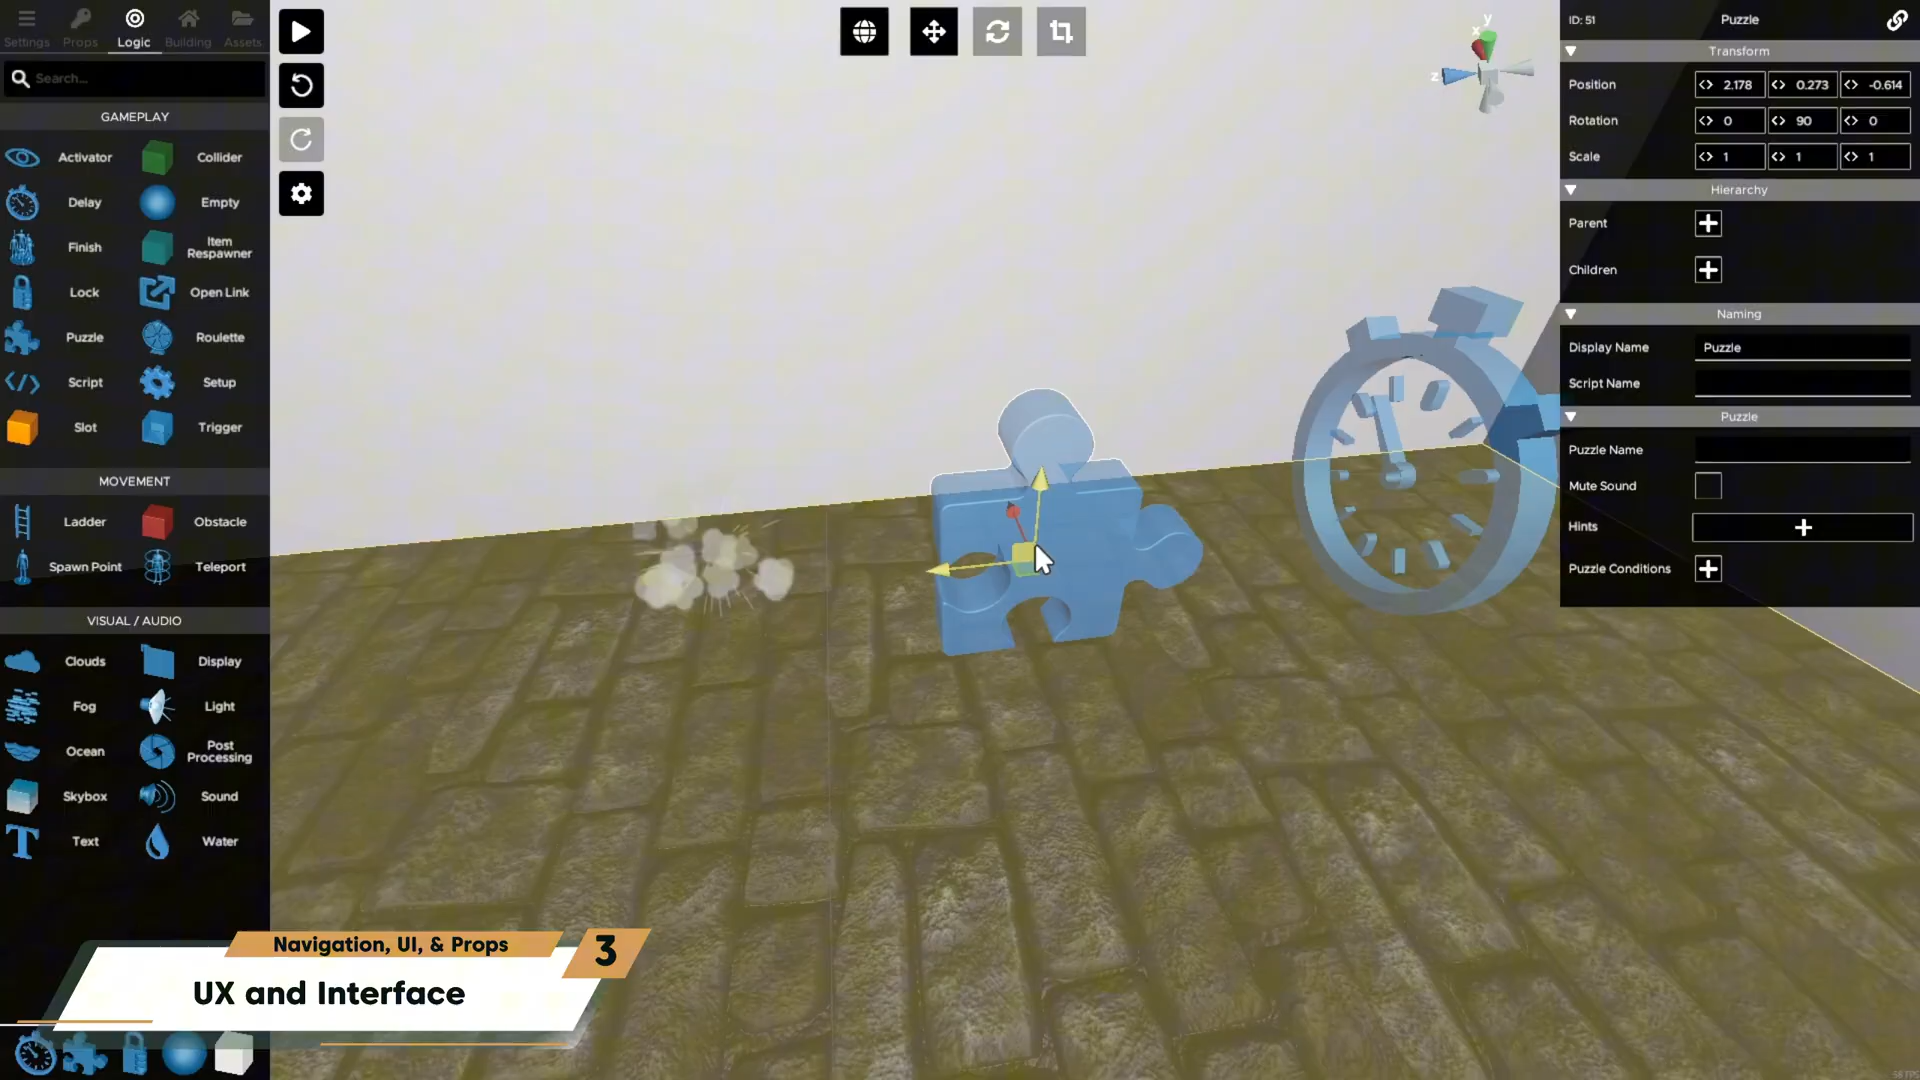 Settings Props Logic Building Assets
Search...
GAMEPLAY
Activator Collider
Delay Empty
Finish Item Respawner
Lock Open Link
Puzzle Roulette
Script Setup
Slot Trigger
MOVEMENT
Ladder Obstacle
Spawn Point Teleport
VISUAL / AUDIO
Clouds Display
Fog Light
Ocean Post Processing
Skybox Sound
Text Water
y
x
z
ID: 51 Puzzle
Transform
Position 2.178 0.273 -0.614
Rotation 0 90 0
Scale 1 1 1
Hierarchy
Parent
Children
Naming
Display Name Puzzle
Script Name
Puzzle
Puzzle Name
Mute Sound
Hints
Puzzle Conditions
Navigation, UI, & Props 3
UX and Interface
58 FPS